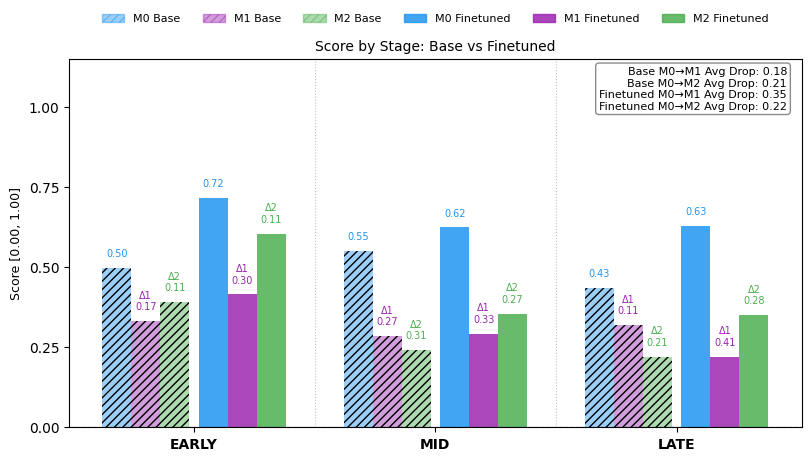 M0 Base M1 Base M2 Base M0 Finetuned M1 Finetuned M2 Finetuned
Score by Stage: Base vs Finetuned
Base M0→M1 Avg Drop: 0.18
Base M0→M2 Avg Drop: 0.21
Finetuned M0→M1 Avg Drop: 0.35
Finetuned M0→M2 Avg Drop: 0.22
Score [0.00, 1.00]
1.00
0.75
0.50
0.25
0.00
0.50
Δ1
0.17
Δ2
0.11
0.72
Δ1
0.30
Δ2
0.11
0.55
Δ1
0.27
Δ2
0.31
0.62
Δ1
0.33
Δ2
0.27
0.43
Δ1
0.11
Δ2
0.21
0.63
Δ1
0.41
Δ2
0.28
EARLY
MID
LATE